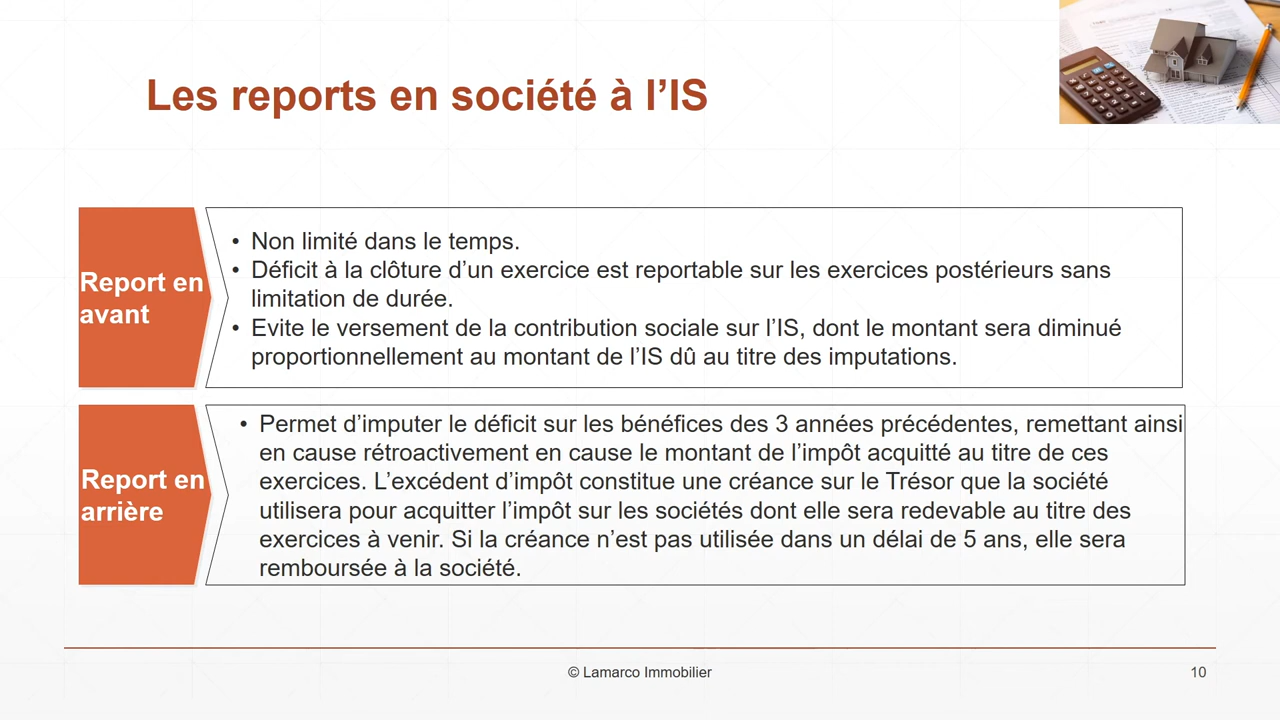 Les reports en société à l’IS
Report en
avant
• Non limité dans le temps.
• Déficit à la clôture d’un exercice est reportable sur les exercices postérieurs sans
limitation de durée.
• Evite le versement de la contribution sociale sur l’IS, dont le montant sera diminué
proportionnellement au montant de l’IS dû au titre des imputations.
Report en
arrière
• Permet d’imputer le déficit sur les bénéfices des 3 années précédentes, remettant ainsi
en cause rétroactivement en cause le montant de l’impôt acquitté au titre de ces
exercices. L’excédent d’impôt constitue une créance sur le Trésor que la société
utilisera pour acquitter l’impôt sur les sociétés dont elle sera redevable au titre des
exercices à venir. Si la créance n’est pas utilisée dans un délai de 5 ans, elle sera
remboursée à la société.
© Lamarco Immobilier
10